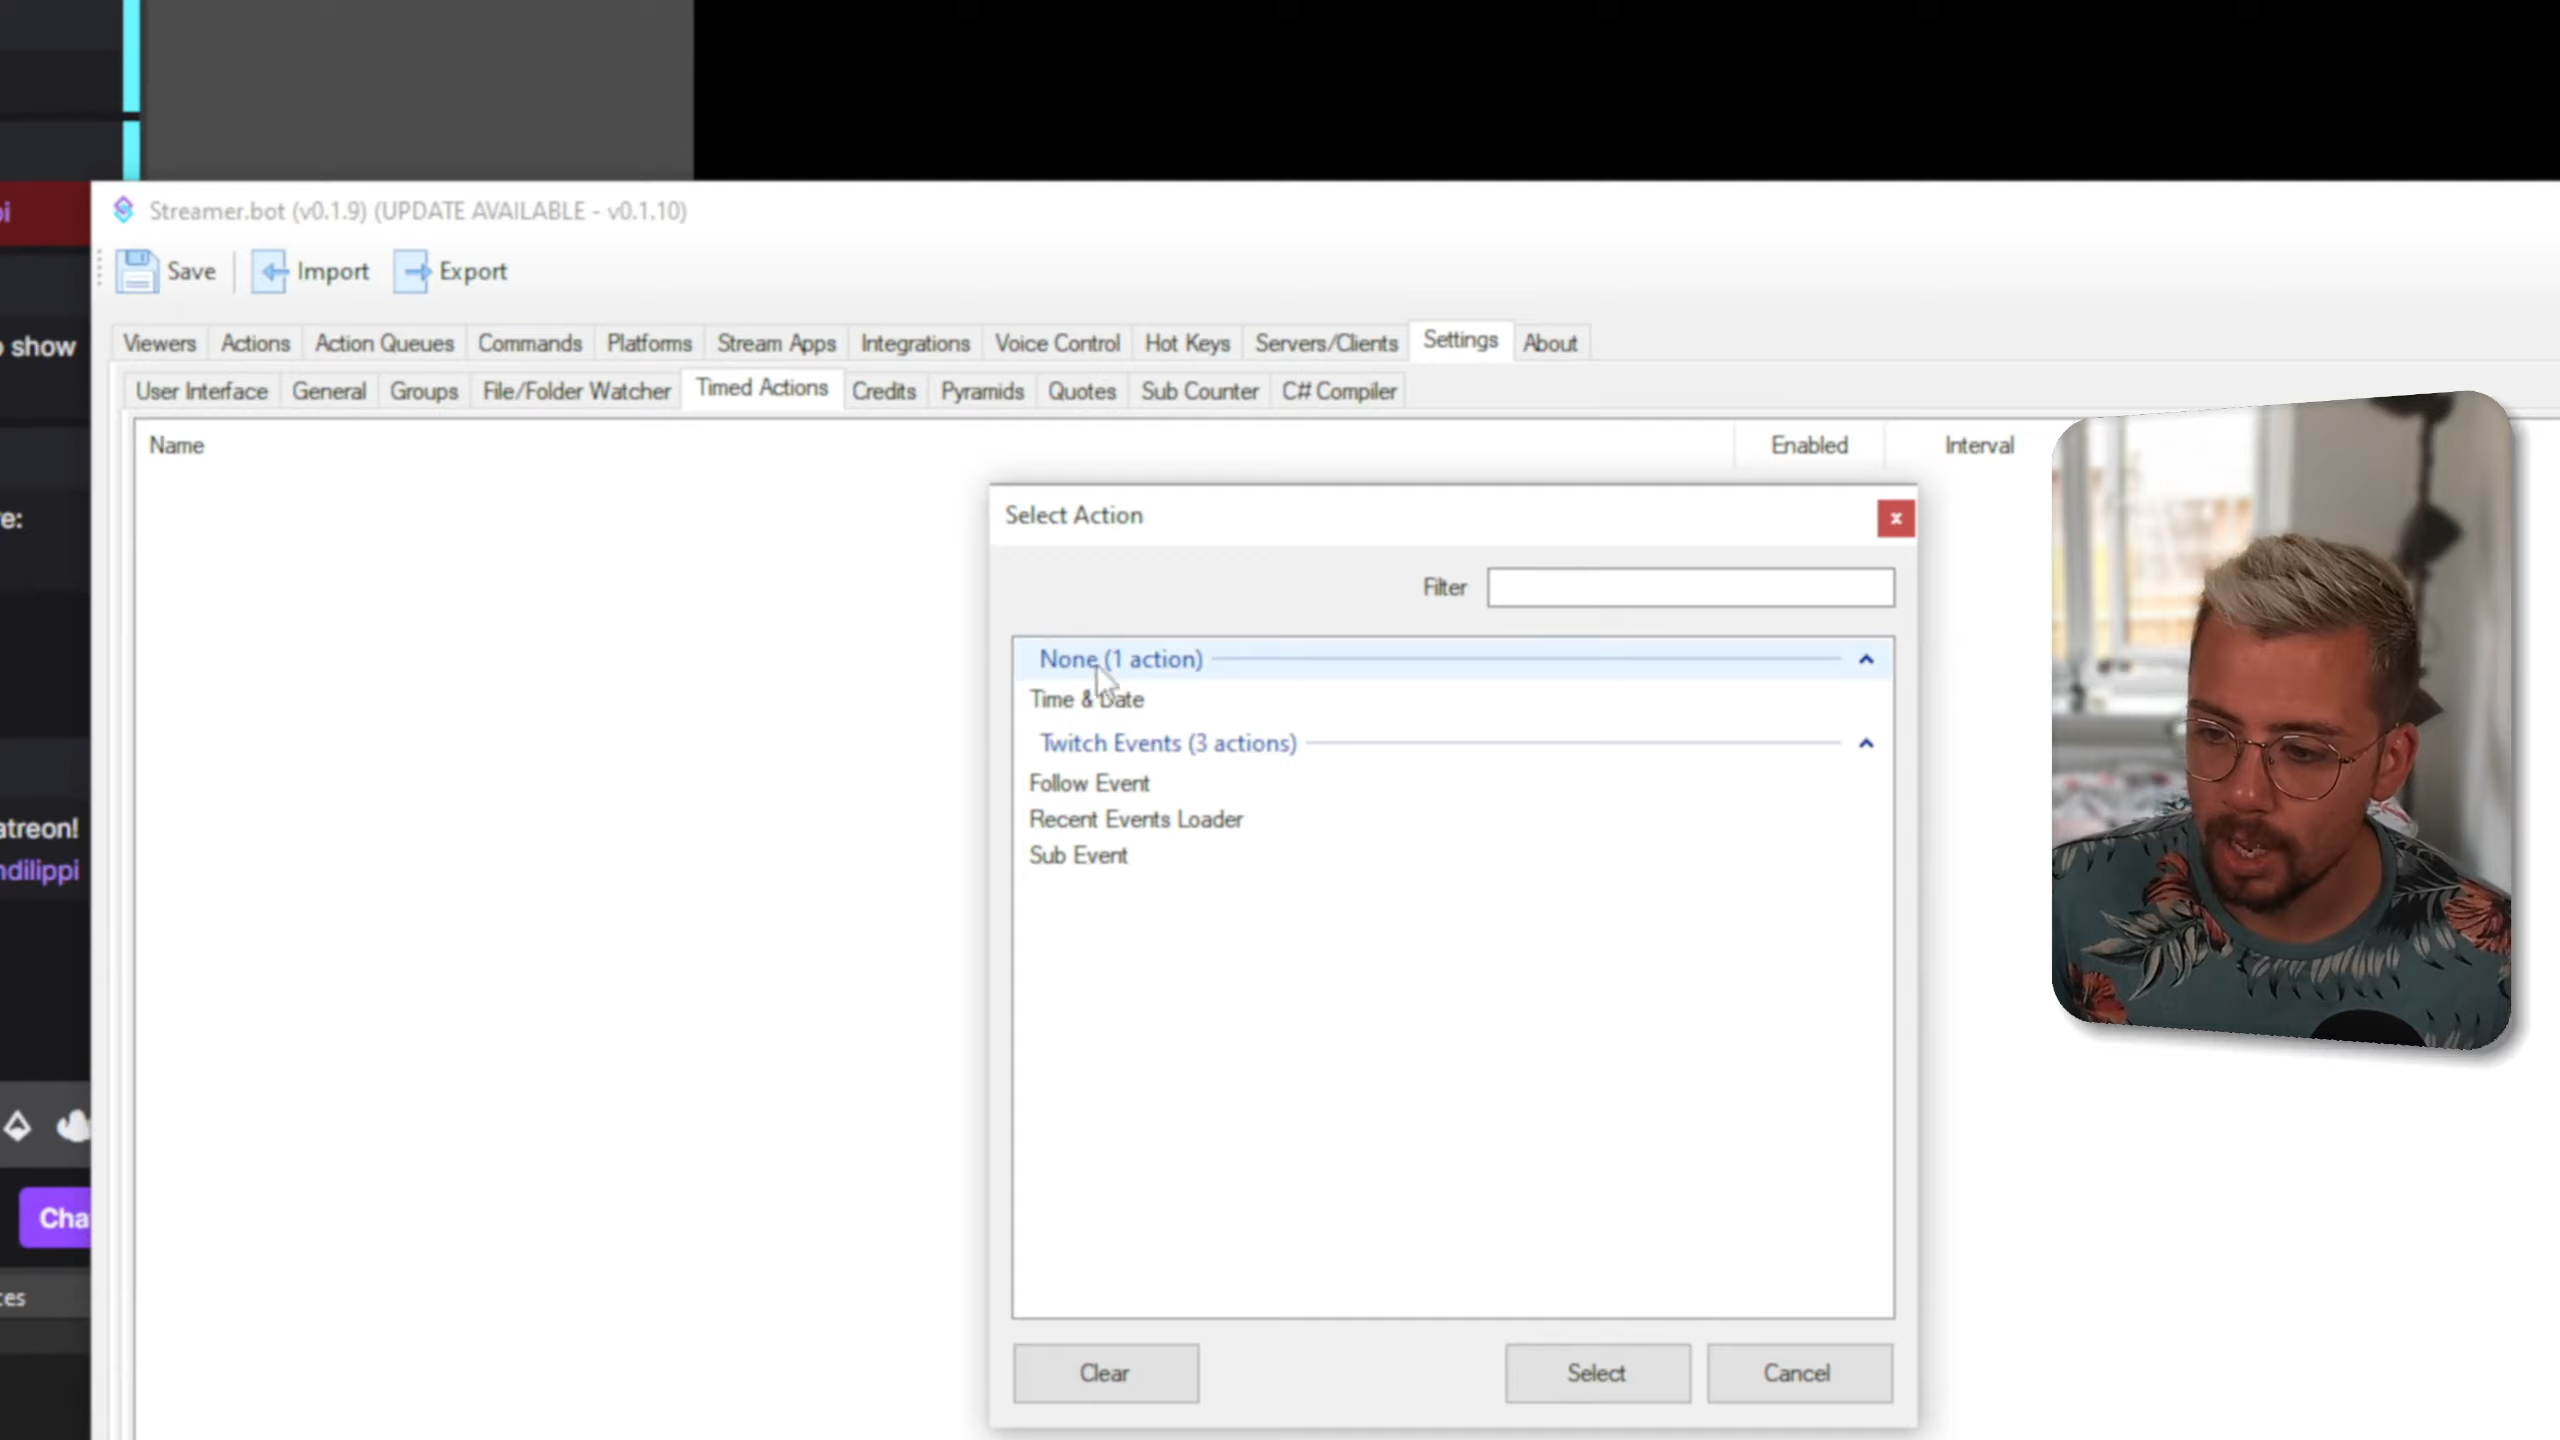 Streamer.bot (v0.1.9) (UPDATE AVAILABLE - v0.1.10)
Save Import Export
Viewers Actions Action Queues Commands Platforms Stream Apps Integrations Voice Control Hot Keys Servers/Clients Settings About
show
User Interface General Groups File/Folder Watcher Timed Actions Credits Pyramids Quotes Sub Counter C# Compiler
Name Enabled Interval
Select Action
x
re:
Filter
None (1 action)
Time & Date
Twitch Events (3 actions)
Follow Event
Recent Events Loader
atreon!
Sub Event
ndilippi
Cha
ces
Clear Select Cancel